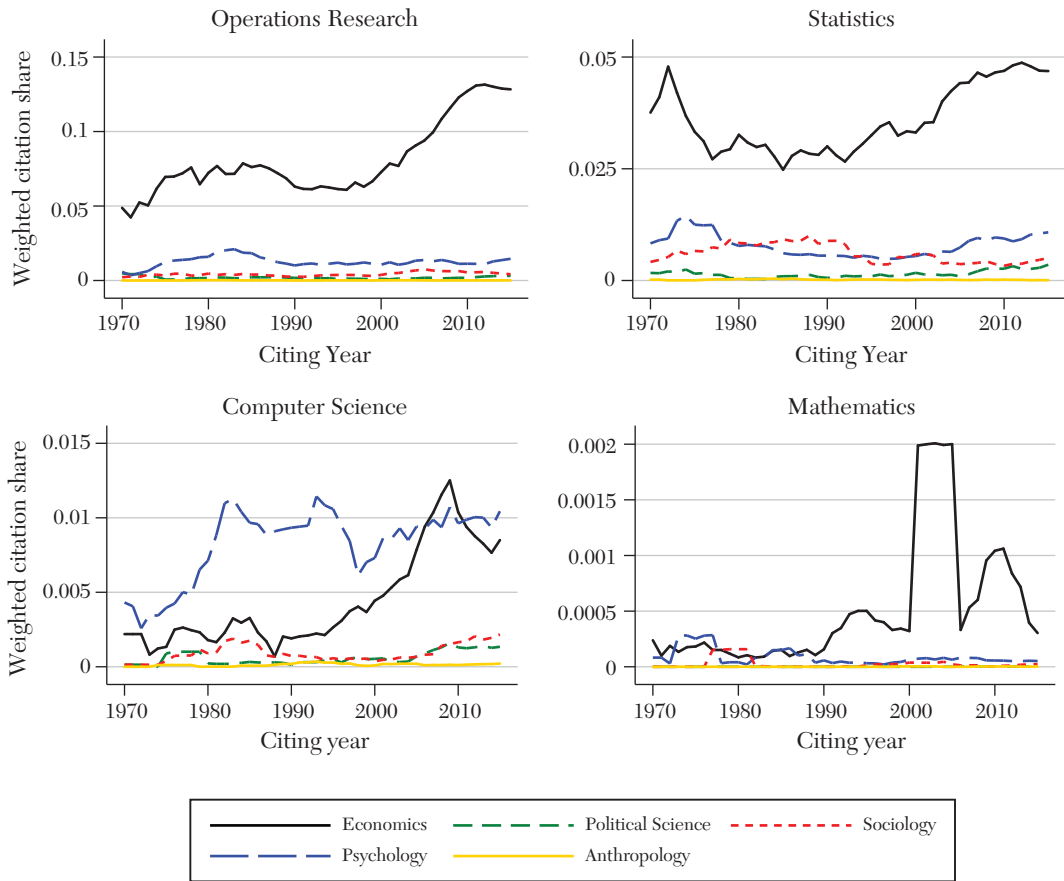 Operations Research
Weighted citation share
0.15
0.1
0.05
0
1970 1980 1990 2000 2010
Citing Year
Statistics
0.05
0.025
0
1970 1980 1990 2000 2010
Citing Year
Computer Science
Weighted citation share
0.015
0.01
0.005
0
1970 1980 1990 2000 2010
Citing year
Mathematics
0.002
0.0015
0.001
0.0005
0
1970 1980 1990 2000 2010
Citing year
Economics Political Science Sociology
Psychology Anthropology